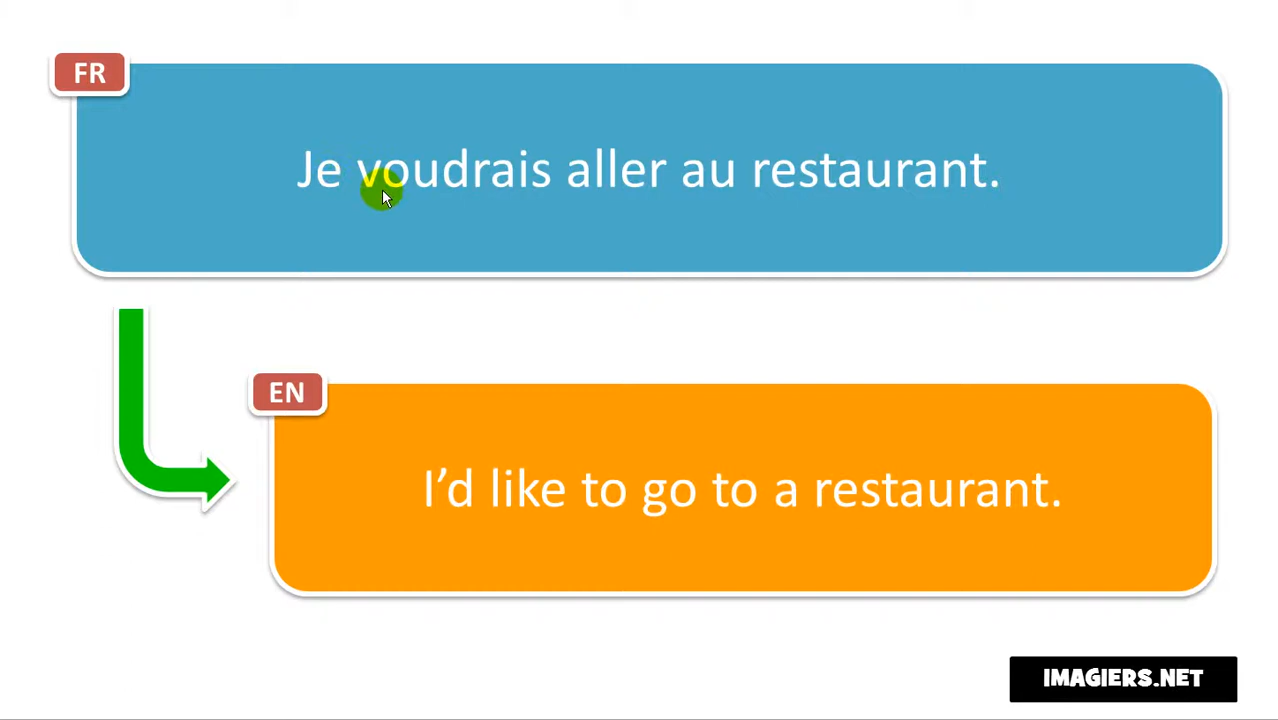 FR
Je voudrais aller au restaurant.
EN
I’d like to go to a restaurant.
IMAGIERS.NET